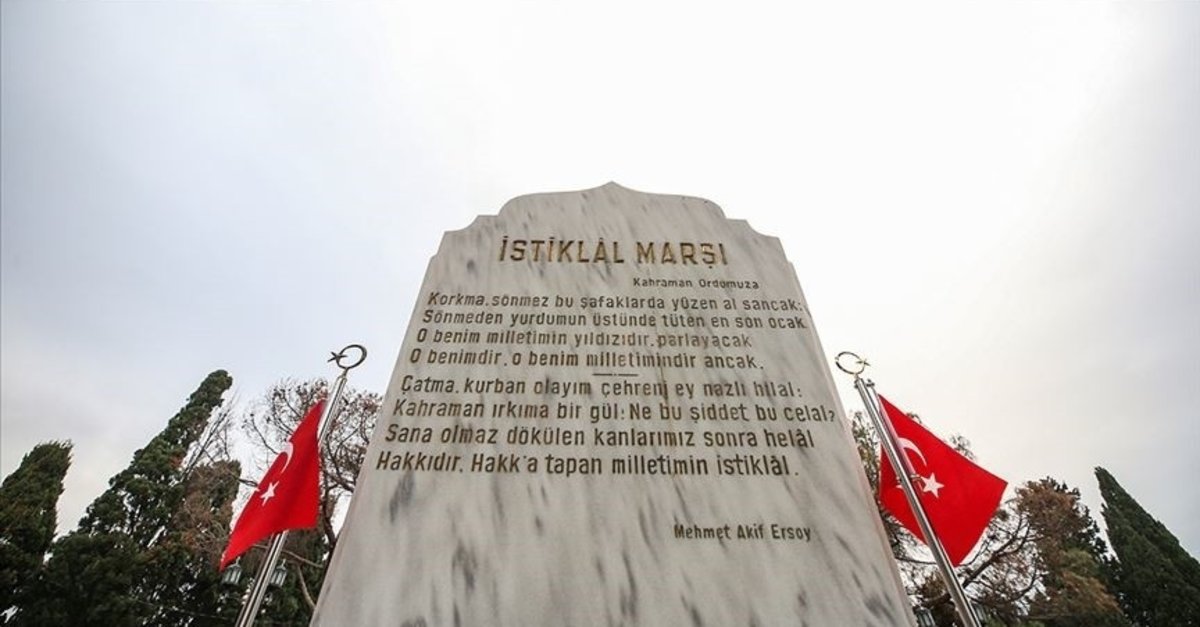 İSTİKLÂL MARŞI
Kahraman Ordumuza
Korkma, sönmez bu şafaklarda yüzen al sancak;
Sönmeden yurdumun üstünde tüten en son ocak.
O benim milletimin yıldızıdır, parlayacak
O benimdir, o benim milletimindir ancak.
Çatma, kurban olayım çehreni ey nazlı hilal;
Kahraman ırkıma bir gül; Ne bu şiddet, bu celal?
Sana olmaz dökülen kanlarımız sonra helâl
Hakkıdır, Hakk'a tapan milletimin istiklâl.
Mehmet Akif Ersoy